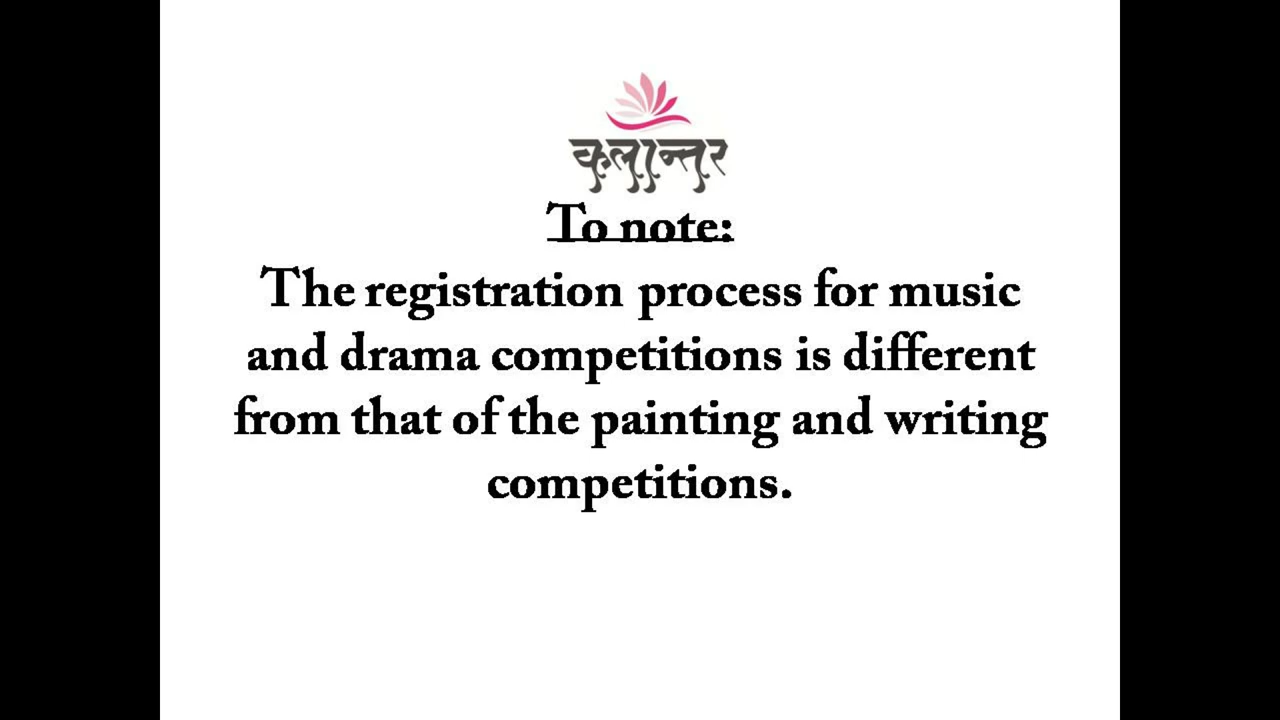 कलान्तर
To note:
The registration process for music
and drama competitions is different
from that of the painting and writing
competitions.